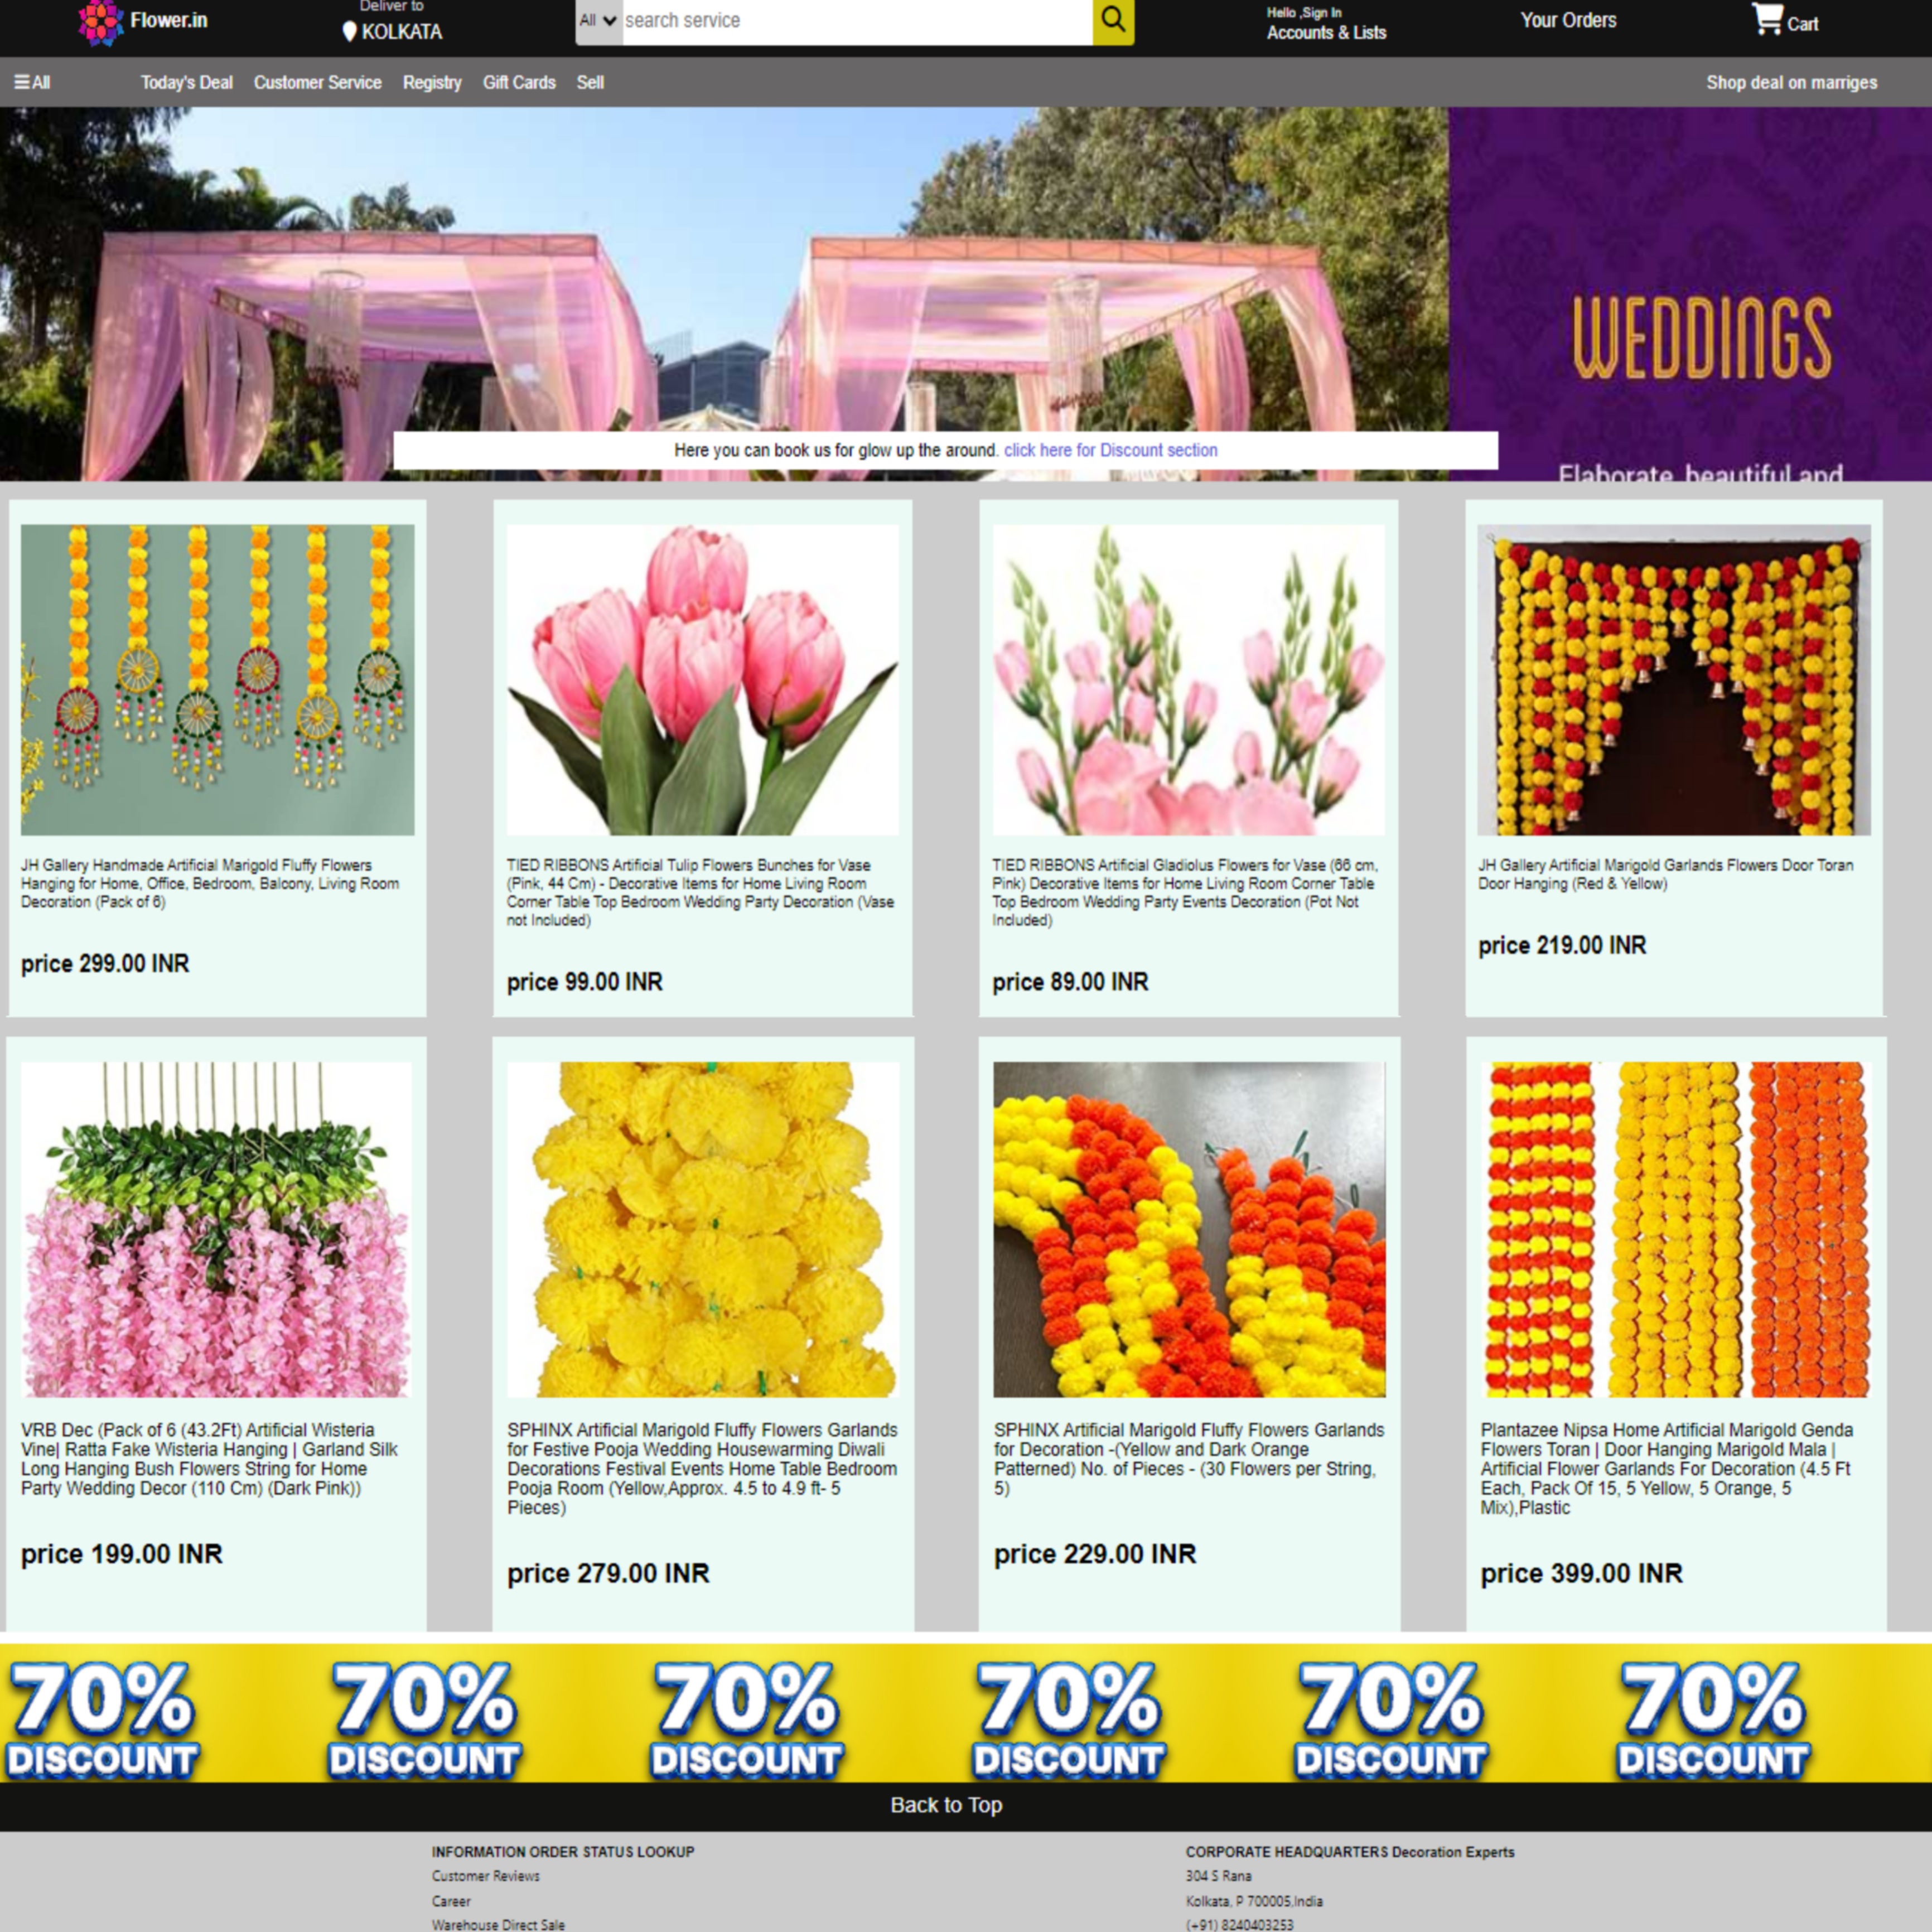 Flower.in
Deliver to
KOLKATA
All
search service
Hello ,Sign In
Accounts & Lists
Your Orders
Cart
All
Today's Deal
Customer Service
Registry
Gift Cards
Sell
Shop deal on marriges
WEDDINGS
Elaborate, beautiful and
Here you can book us for glow up the around. click here for Discount section
JH Gallery Handmade Artificial Marigold Fluffy Flowers
Hanging for Home, Office, Bedroom, Balcony, Living Room
Decoration (Pack of 6)
price 299.00 INR
TIED RIBBONS Artificial Tulip Flowers Bunches for Vase
(Pink, 44 Cm) - Decorative Items for Home Living Room
Corner Table Top Bedroom Wedding Party Decoration (Vase
not Included)
price 99.00 INR
TIED RIBBONS Artificial Gladiolus Flowers for Vase (66 cm,
Pink) Decorative Items for Home Living Room Corner Table
Top Bedroom Wedding Party Events Decoration (Pot Not
Included)
price 89.00 INR
JH Gallery Artificial Marigold Garlands Flowers Door Toran
Door Hanging (Red & Yellow)
price 219.00 INR
VRB Dec (Pack of 6 (43.2Ft) Artificial Wisteria
Vine| Ratta Fake Wisteria Hanging | Garland Silk
Long Hanging Bush Flowers String for Home
Party Wedding Decor (110 Cm) (Dark Pink))
price 199.00 INR
SPHINX Artificial Marigold Fluffy Flowers Garlands
for Festive Pooja Wedding Housewarming Diwali
Decorations Festival Events Home Table Bedroom
Pooja Room (Yellow,Approx. 4.5 to 4.9 ft- 5
Pieces)
price 279.00 INR
SPHINX Artificial Marigold Fluffy Flowers Garlands
for Decoration -(Yellow and Dark Orange
Patterned) No. of Pieces - (30 Flowers per String,
5)
price 229.00 INR
Plantazee Nipsa Home Artificial Marigold Genda
Flowers Toran | Door Hanging Marigold Mala |
Artificial Flower Garlands For Decoration (4.5 Ft
Each, Pack Of 15, 5 Yellow, 5 Orange, 5
Mix),Plastic
price 399.00 INR
70% 70% 70% 70% 70% 70%
DISCOUNT DISCOUNT DISCOUNT DISCOUNT DISCOUNT DISCOUNT
Back to Top
INFORMATION ORDER STATUS LOOKUP
Customer Reviews
Career
Warehouse Direct Sale
CORPORATE HEADQUARTERS Decoration Experts
304 S Rana
Kolkata, P 700005,India
(+91) 8240403253